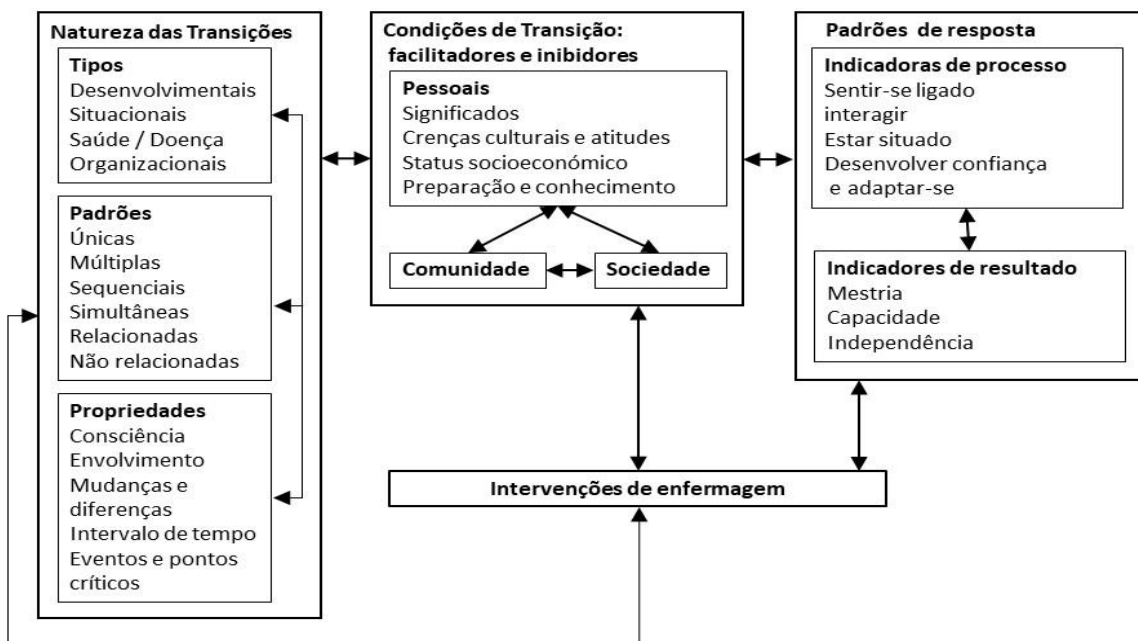 Natureza das Transições
Tipos
Desenvolvimentais
Situacionais
Saúde / Doença
Organizacionais
Padrões
Únicas
Múltiplas
Sequenciais
Simultâneas
Relacionadas
Não relacionadas
Propriedades
Consciência
Envolvimento
Mudanças e
diferenças
Intervalo de tempo
Eventos e pontos
críticos
Condições de Transição:
facilitadores e inibidores
Pessoais
Significados
Crenças culturais e atitudes
Status socioeconómico
Preparação e conhecimento
Comunidade
Sociedade
Padrões de resposta
Indicadoras de processo
Sentir-se ligado
interagir
Estar situado
Desenvolver confiança
e adaptar-se
Indicadores de resultado
Mestria
Capacidade
Independência
Intervenções de enfermagem